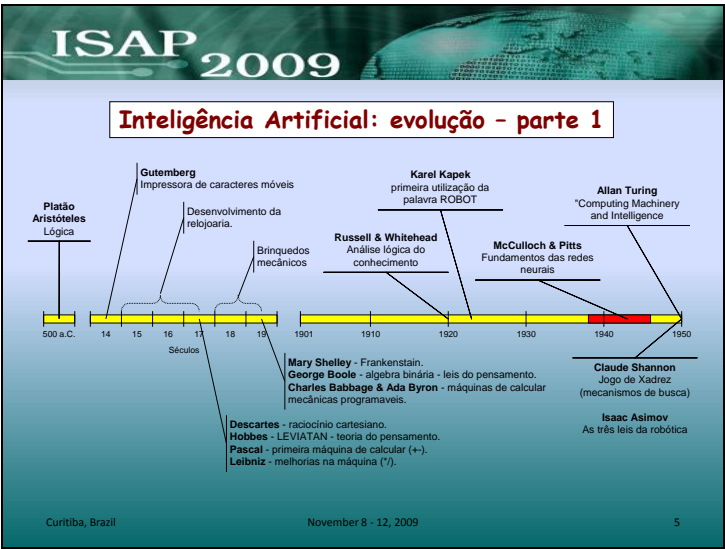 ISAP 2009
Inteligência Artificial: evolução – parte 1
Platão
Aristóteles
Lógica
Gutemberg
Impressora de caracteres móveis
Desenvolvimento da
relojoaria.
Brinquedos
mecânicos
Karel Kapek
primeira utilização da
palavra ROBOT
Russell & Whitehead
Análise lógica do
conhecimento
McCulloch & Pitts
Fundamentos das redes
neurais
Allan Turing
"Computing Machinery
and Intelligence
500 a.C. 14 15 16 17 18 19 1901 1910 1920 1930 1940 1950
Séculos
Mary Shelley - Frankenstain.
George Boole - algebra binária - leis do pensamento.
Charles Babbage & Ada Byron - máquinas de calcular
mecânicas programaveis.
Descartes - raciocínio cartesiano.
Hobbes - LEVIATAN - teoria do pensamento.
Pascal - primeira máquina de calcular (+-).
Leibniz - melhorias na máquina (*/).
Claude Shannon
Jogo de Xadrez
(mecanismos de busca)
Isaac Asimov
As três leis da robótica
Curitiba, Brazil November 8 - 12, 2009 5